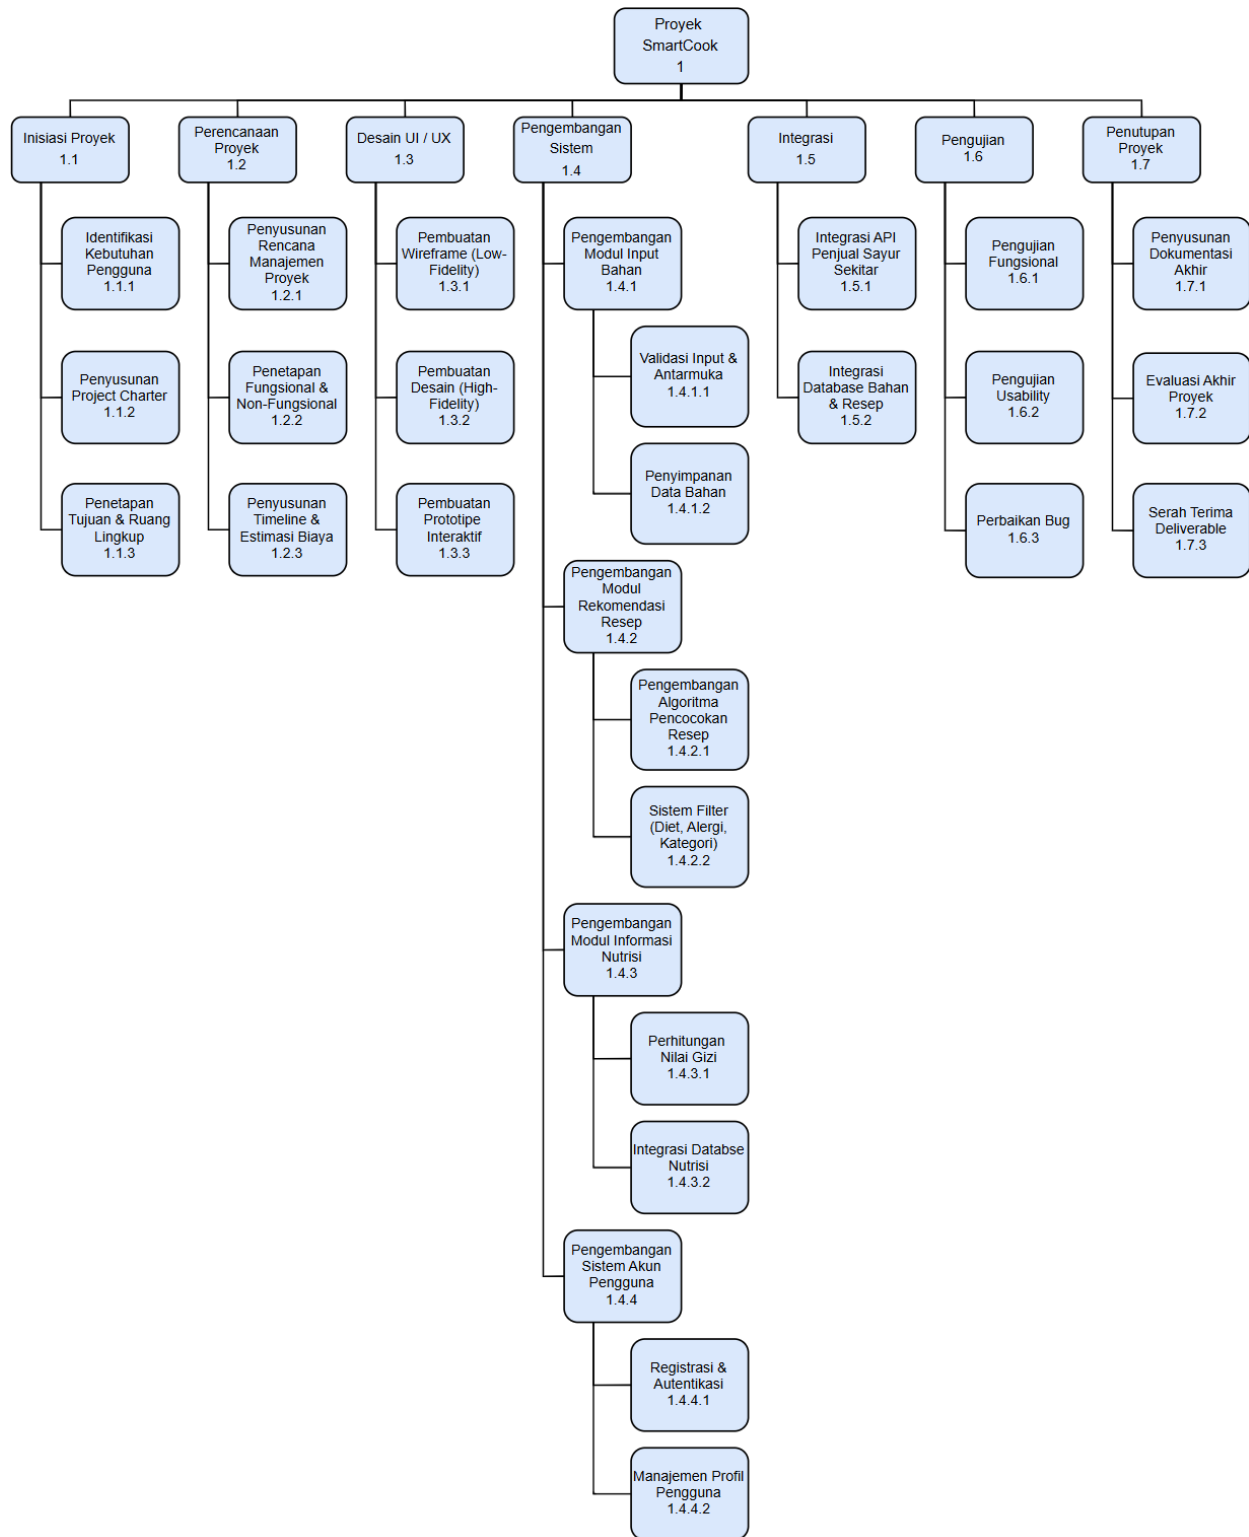 Proyek
SmartCook
1
Inisiasi Proyek
1.1
Perencanaan
Proyek
1.2
Desain UI / UX
1.3
Pengembangan
Sistem
1.4
Integrasi
1.5
Pengujian
1.6
Penutupan
Proyek
1.7
Identifikasi
Kebutuhan
Pengguna
1.1.1
Penyusunan
Project Charter
1.1.2
Penetapan
Tujuan & Ruang
Lingkup
1.1.3
Penyusunan
Rencana
Manajemen
Proyek
1.2.1
Penetapan
Fungsional &
Non-Fungsional
1.2.2
Penyusunan
Timeline &
Estimasi Biaya
1.2.3
Pembuatan
Wireframe (Low-
Fidelity)
1.3.1
Pembuatan
Desain (High-
Fidelity)
1.3.2
Pembuatan
Prototipe
Interaktif
1.3.3
Pengembangan
Modul Input
Bahan
1.4.1
Validasi Input &
Antarmuka
1.4.1.1
Penyimpanan
Data Bahan
1.4.1.2
Pengembangan
Modul
Rekomendasi
Resep
1.4.2
Pengembangan
Algoritma
Pencocokan
Resep
1.4.2.1
Sistem Filter
(Diet, Alergi,
Kategori)
1.4.2.2
Pengembangan
Modul Informasi
Nutrisi
1.4.3
Perhitungan
Nilai Gizi
1.4.3.1
Integrasi Databse
Nutrisi
1.4.3.2
Pengembangan
Sistem Akun
Pengguna
1.4.4
Registrasi &
Autentikasi
1.4.4.1
Manajemen Profil
Pengguna
1.4.4.2
Integrasi API
Penjual Sayur
Sekitar
1.5.1
Integrasi
Database Bahan
& Resep
1.5.2
Pengujian
Fungsional
1.6.1
Pengujian
Usability
1.6.2
Perbaikan Bug
1.6.3
Penyusunan
Dokumentasi
Akhir
1.7.1
Evaluasi Akhir
Proyek
1.7.2
Serah Terima
Deliverable
1.7.3